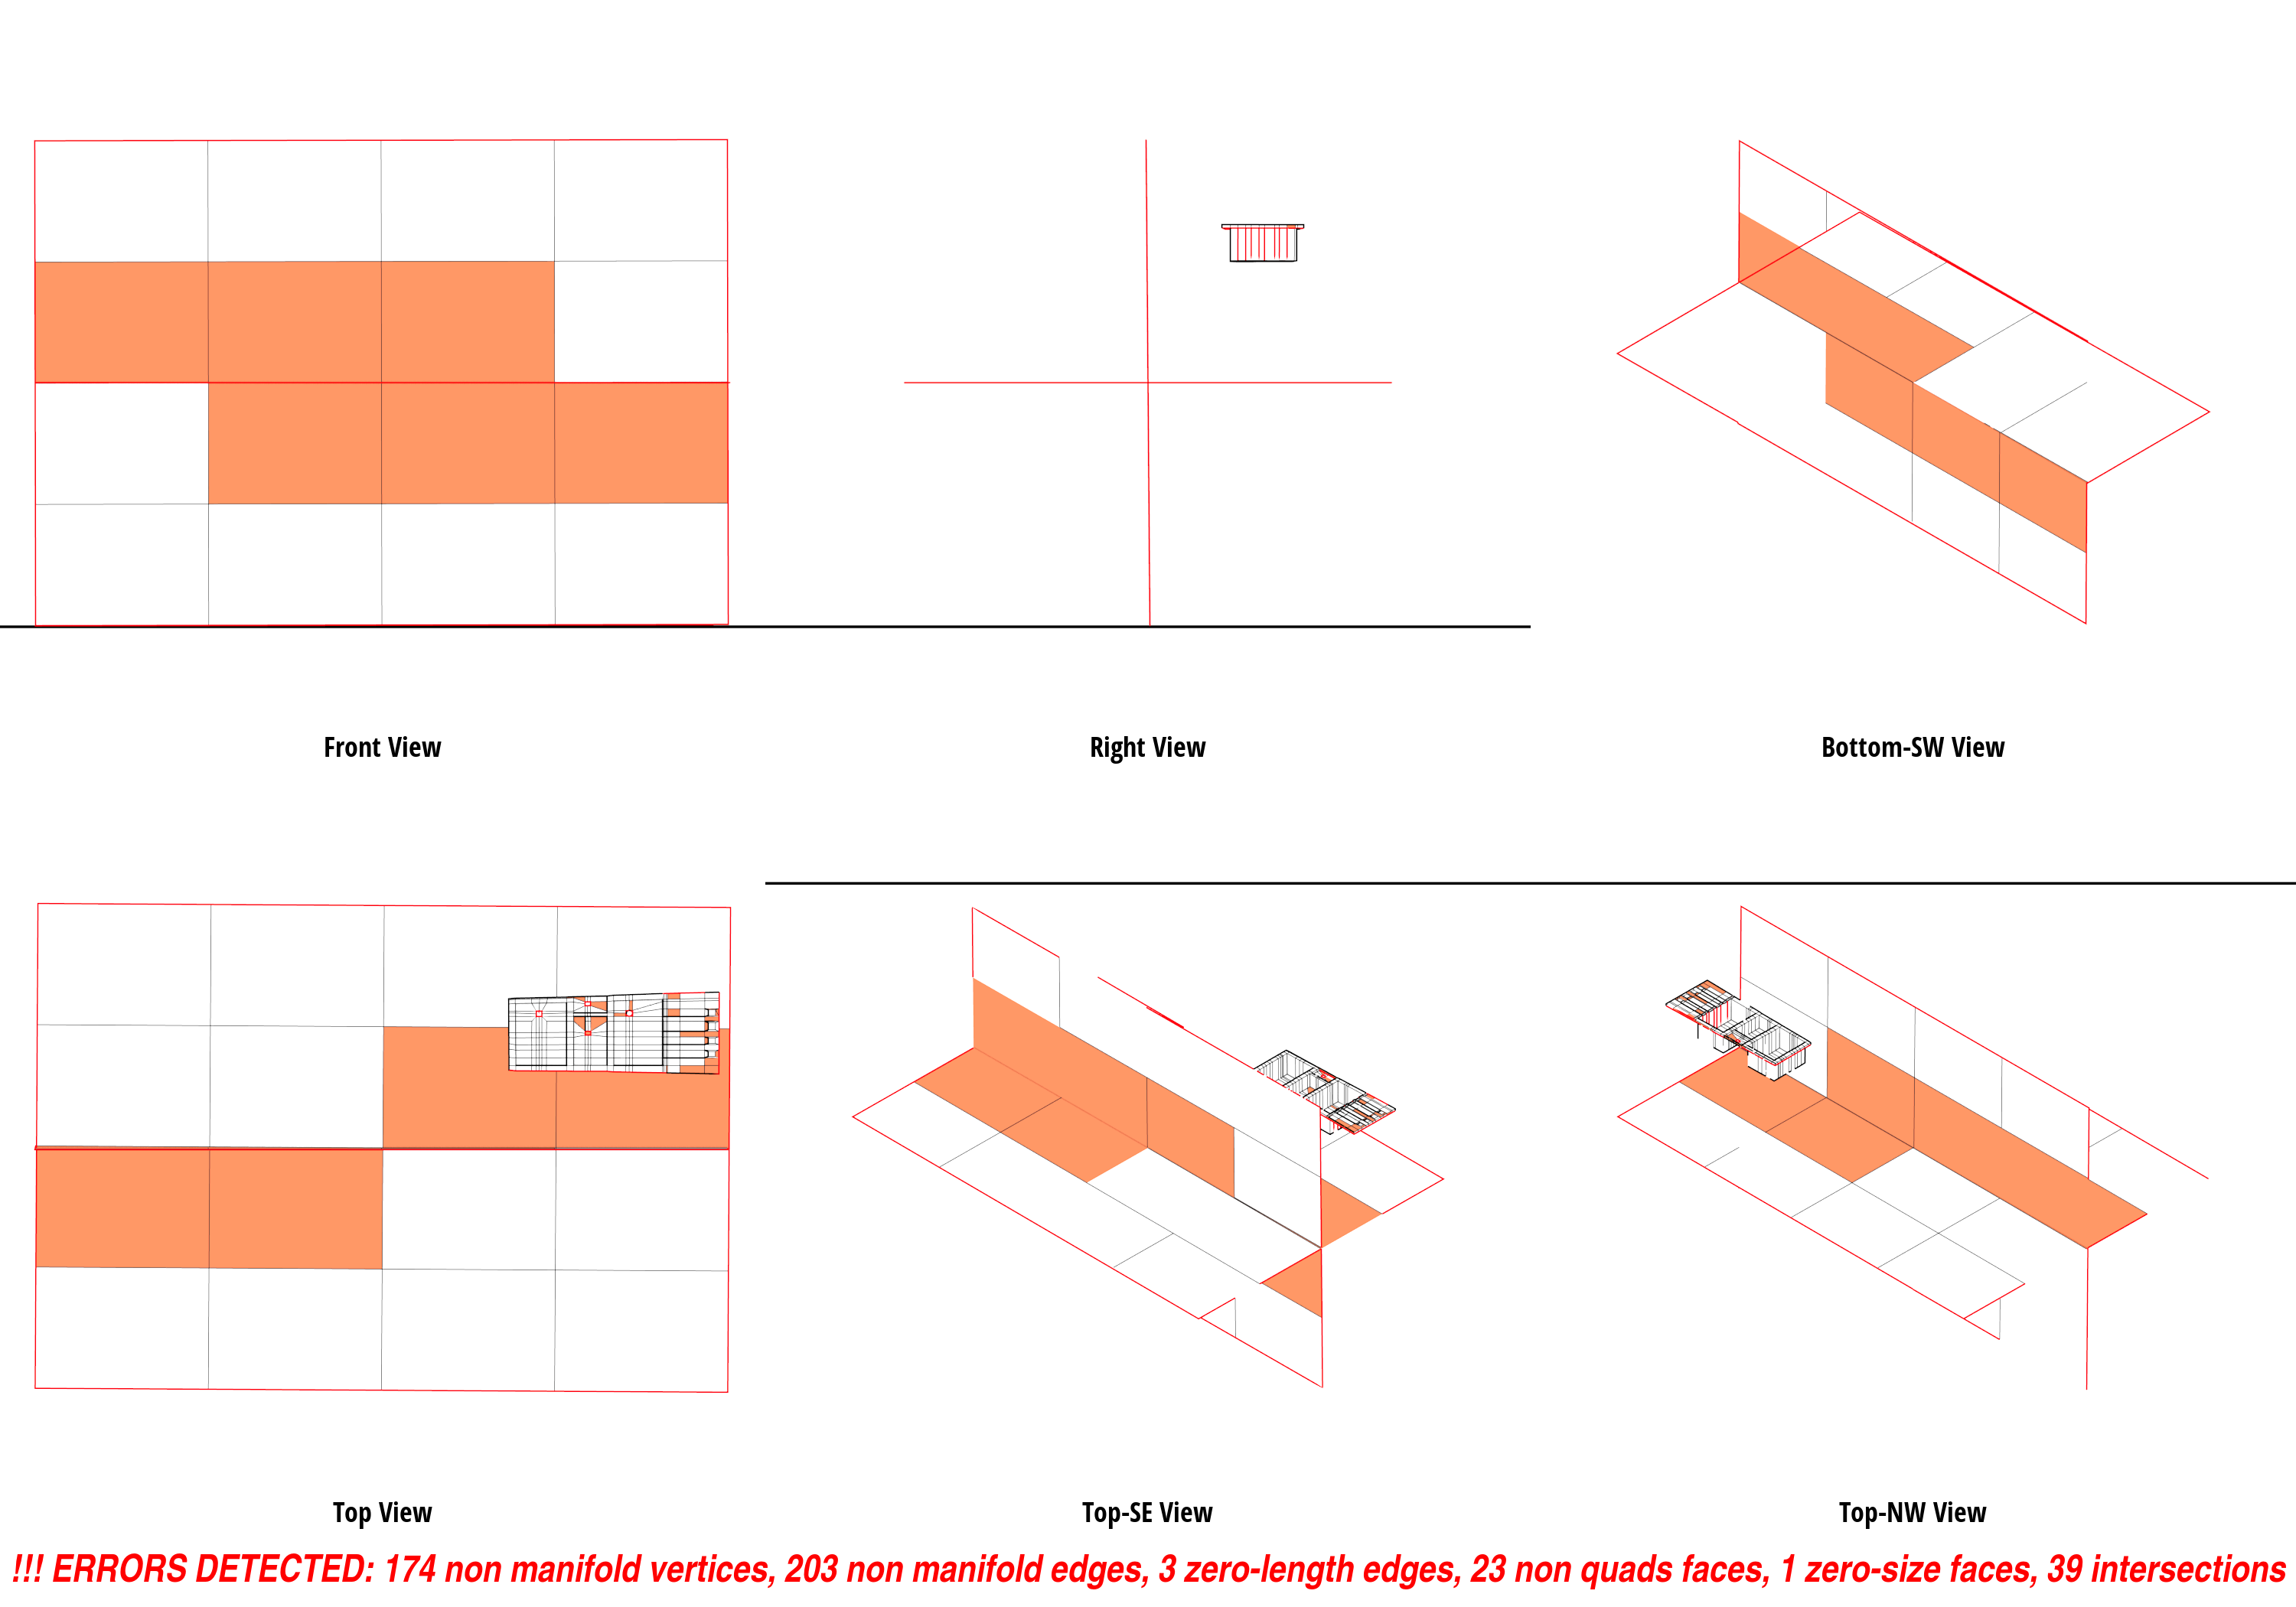 Front View
Right View
Bottom-SW View
Top View
Top-SE View
Top-NW View
!!! ERRORS DETECTED: 174 non manifold vertices, 203 non manifold edges, 3 zero-length edges, 23 non quads faces, 1 zero-size faces, 39 intersections